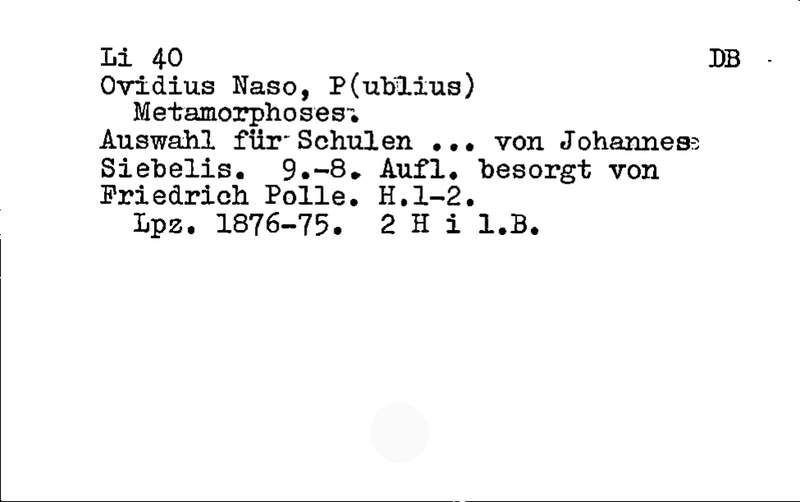 Li 40 DB
Ovidius Naso, P(ublius)
Metamorphoses.
Auswahl für Schulen ... von Johannes
Siebelis. 9.-8. Aufl. besorgt von
Friedrich Polle. H.1-2.
Lpz. 1876-75. 2 H i 1.B.